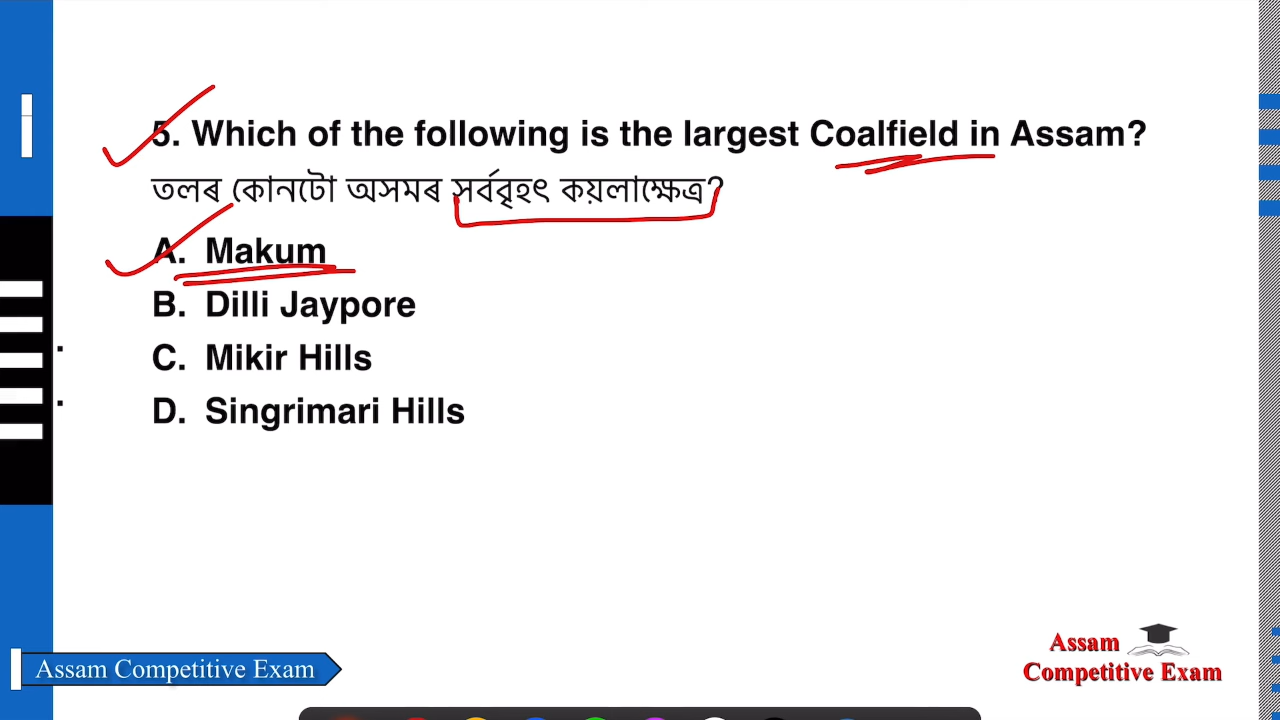 5. Which of the following is the largest Coalfield in Assam?
তলৰ কোনটো অসমৰ সৰ্ববৃহৎ কয়লাক্ষেত্ৰ?
A. Makum
B. Dilli Jaypore
C. Mikir Hills
D. Singrimari Hills
Assam Competitive Exam
Assam
Competitive Exam